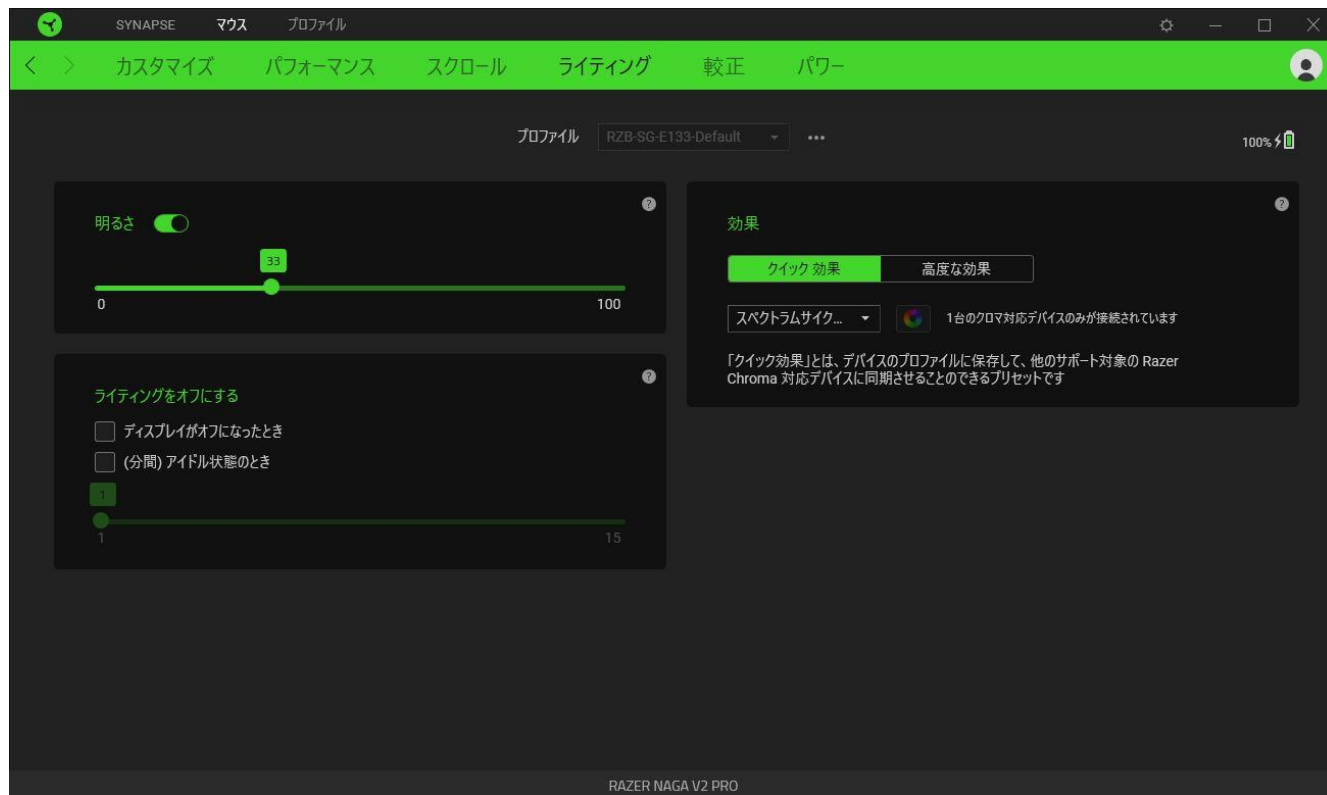 SYNAPSE マウス プロファイル
カスタマイズ パフォーマンス スクロール ライティング 較正 パワー
プロファイル RZB-SG-E133-Default
100%
明るさ
33
0 100
ライティングをオフにする
ディスプレイがオフになったとき
(分間) アイドル状態のとき
1
1 15
効果
クイック 効果 高度な効果
スペクトラムサイク... 1台のクロマ対応デバイスのみが接続されています
「クイック効果」とは、デバイスのプロファイルに保存して、他のサポート対象の Razer
Chroma 対応デバイスに同期させることのできるプリセットです
RAZER NAGA V2 PRO